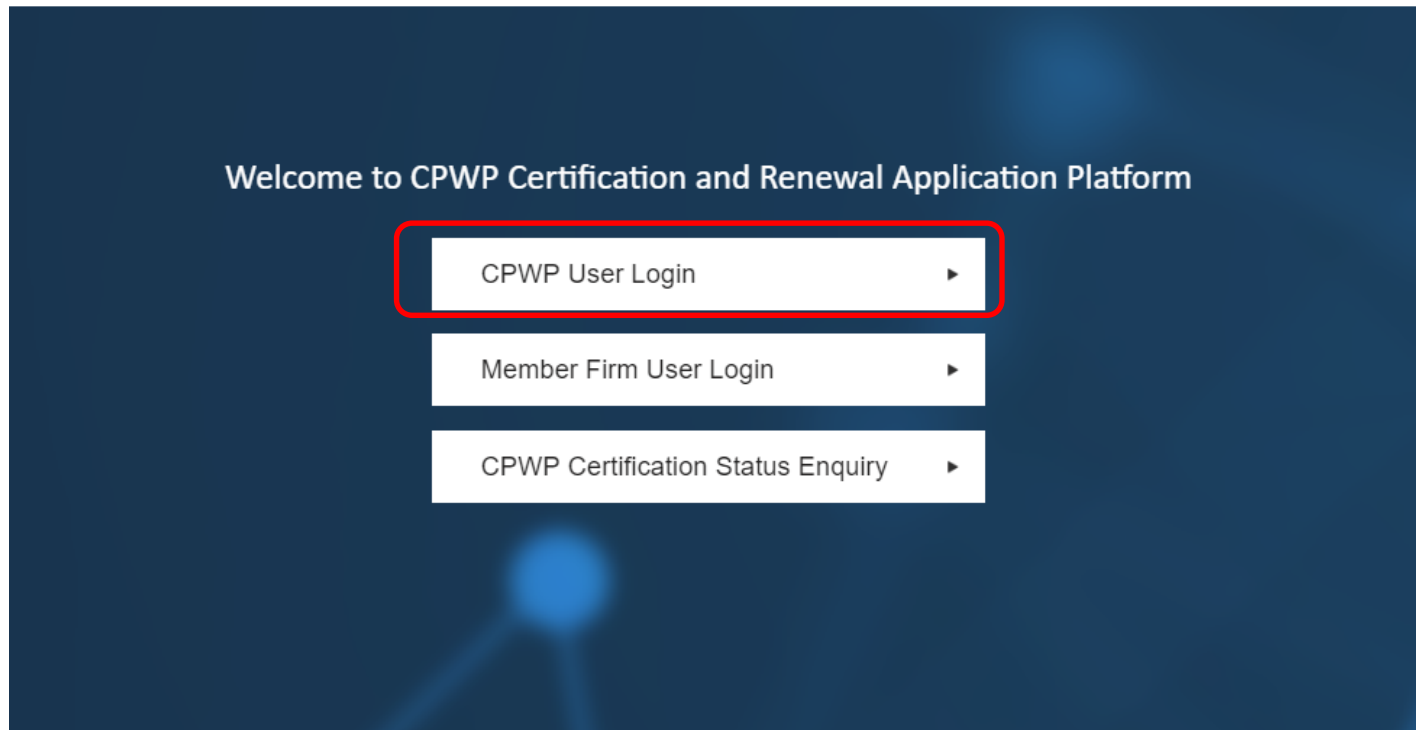 Welcome to CPWP Certification and Renewal Application Platform
CPWP User Login
Member Firm User Login
CPWP Certification Status Enquiry